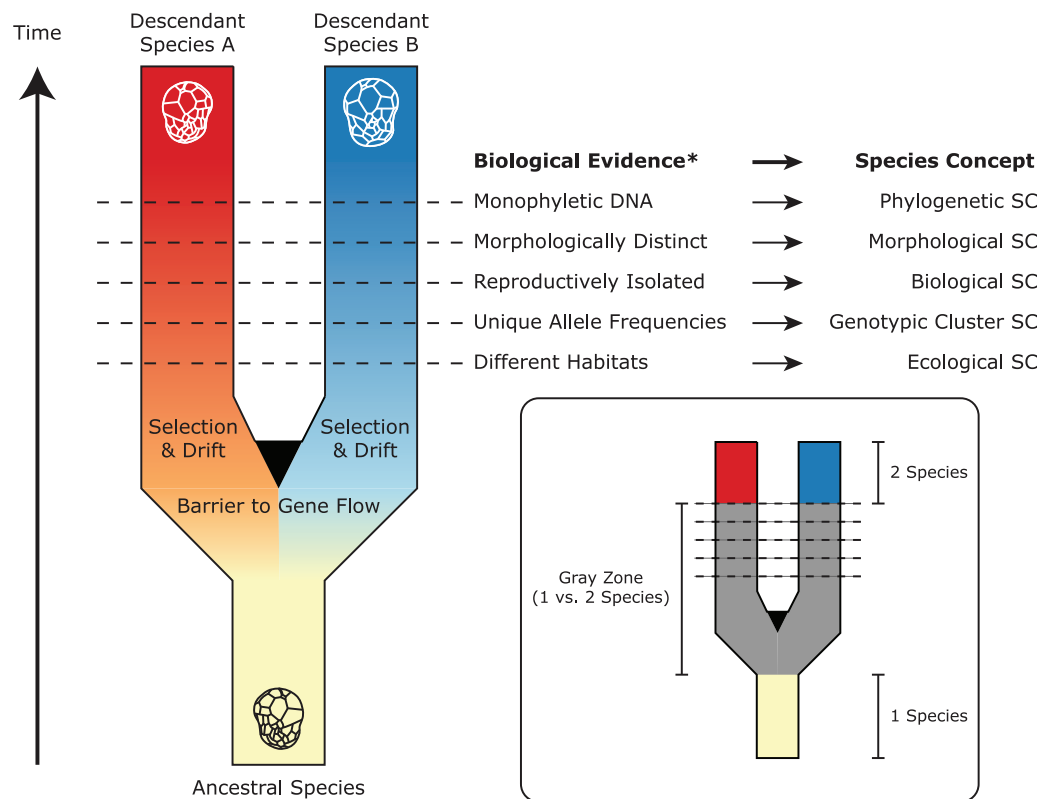 Time
Descendant
Species A
Descendant
Species B
Biological Evidence* Species Concept
Monophyletic DNA Phylogenetic SC
Morphologically Distinct Morphological SC
Reproductively Isolated Biological SC
Unique Allele Frequencies Genotypic Cluster SC
Different Habitats Ecological SC
Selection
& Drift
Selection
& Drift
Barrier to Gene Flow
Ancestral Species
2 Species
Gray Zone
(1 vs. 2 Species)
1 Species